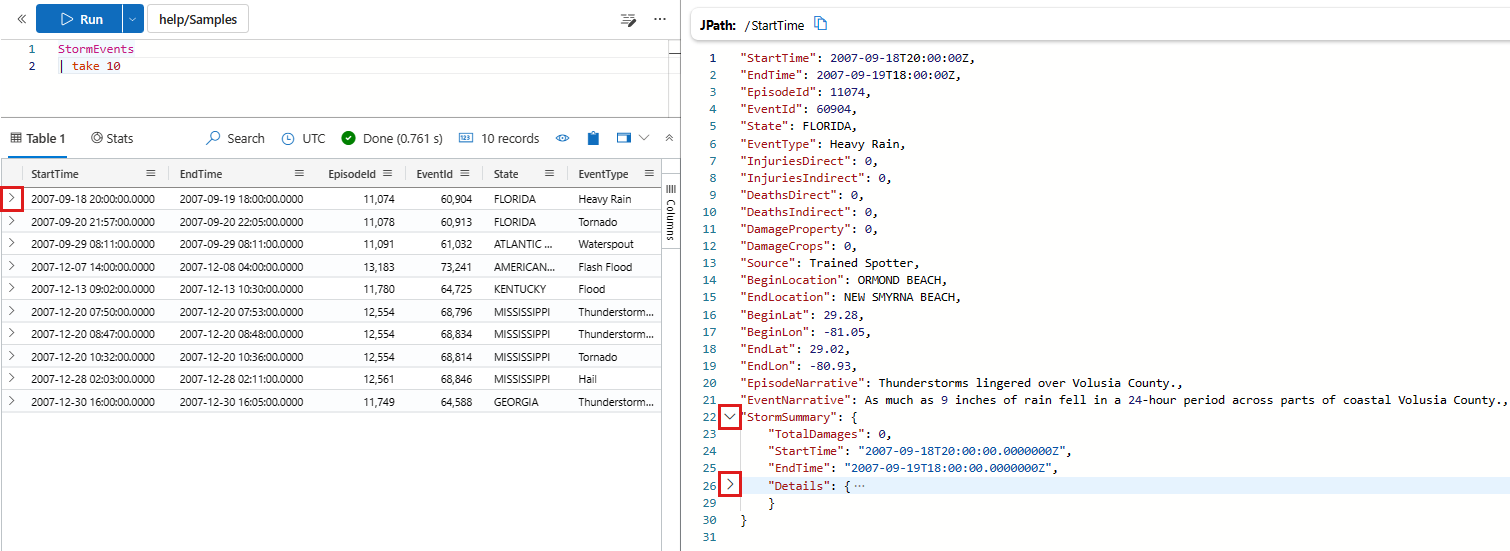 Run
help/Samples
···
1 StormEvents
2 | take 10
Table 1 Stats Search UTC Done (0.761 s) 10 records
StartTime EndTime EpisodeId EventId State EventType
2007-09-18 20:00:00.0000 2007-09-19 18:00:00.0000 11,074 60,904 FLORIDA Heavy Rain
2007-09-20 21:57:00.0000 2007-09-20 22:05:00.0000 11,078 60,913 FLORIDA Tornado
2007-09-29 08:11:00.0000 2007-09-29 08:11:00.0000 11,091 61,032 ATLANTIC ... Waterspout
2007-12-07 14:00:00.0000 2007-12-08 04:00:00.0000 13,183 73,241 AMERICAN... Flash Flood
2007-12-13 09:02:00.0000 2007-12-13 10:30:00.0000 11,780 64,725 KENTUCKY Flood
2007-12-20 07:50:00.0000 2007-12-20 07:53:00.0000 12,554 68,796 MISSISSIPPI Thunderstorm...
2007-12-20 08:47:00.0000 2007-12-20 08:48:00.0000 12,554 68,834 MISSISSIPPI Thunderstorm...
2007-12-20 10:32:00.0000 2007-12-20 10:36:00.0000 12,554 68,814 MISSISSIPPI Tornado
2007-12-28 02:03:00.0000 2007-12-28 02:11:00.0000 12,561 68,846 MISSISSIPPI Hail
2007-12-30 16:00:00.0000 2007-12-30 16:05:00.0000 11,749 64,588 GEORGIA Thunderstorm...
Columns
JPath: /StartTime
1 "StartTime": 2007-09-18T20:00:00Z,
2 "EndTime": 2007-09-19T18:00:00Z,
3 "EpisodeId": 11074,
4 "EventId": 60904,
5 "State": FLORIDA,
6 "EventType": Heavy Rain,
7 "InjuriesDirect": 0,
8 "InjuriesIndirect": 0,
9 "DeathsDirect": 0,
10 "DeathsIndirect": 0,
11 "DamageProperty": 0,
12 "DamageCrops": 0,
13 "Source": Trained Spotter,
14 "BeginLocation": ORMOND BEACH,
15 "EndLocation": NEW SMYRNA BEACH,
16 "BeginLat": 29.28,
17 "BeginLon": -81.05,
18 "EndLat": 29.02,
19 "EndLon": -80.93,
20 "EpisodeNarrative": Thunderstorms lingered over Volusia County.,
21 "EventNarrative": As much as 9 inches of rain fell in a 24-hour period across parts of coastal Volusia County.,
22 "StormSummary": {
23 "TotalDamages": 0,
24 "StartTime": "2007-09-18T20:00:00.0000000Z",
25 "EndTime": "2007-09-19T18:00:00.0000000Z",
26 "Details": { ···
29 }
30 }
31